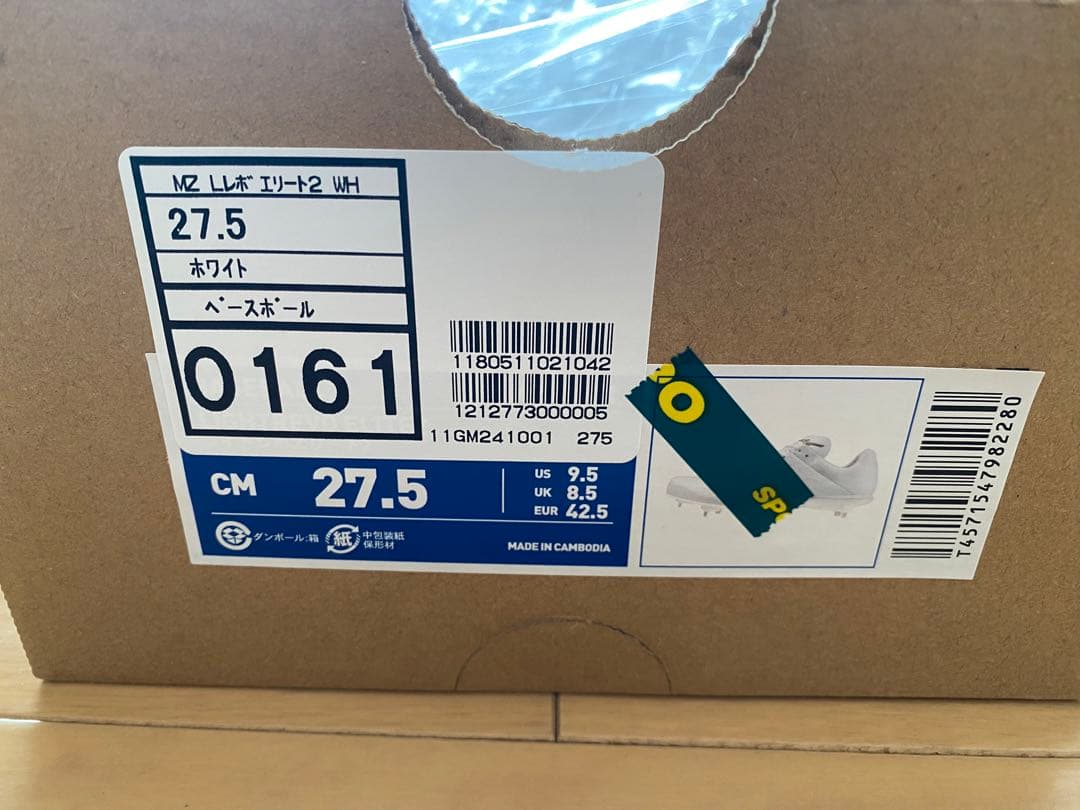 MZ Lレボエリート2 WH
27.5
ホワイト
ベースボール
0161
1180511021042
1212773000005
11GM241001 275
CM 27.5
US 9.5
UK 8.5
EUR 42.5
ダンボール:箱
紙
中包装紙
保形材
MADE IN CAMBODIA
O
SPO
T4571547982280